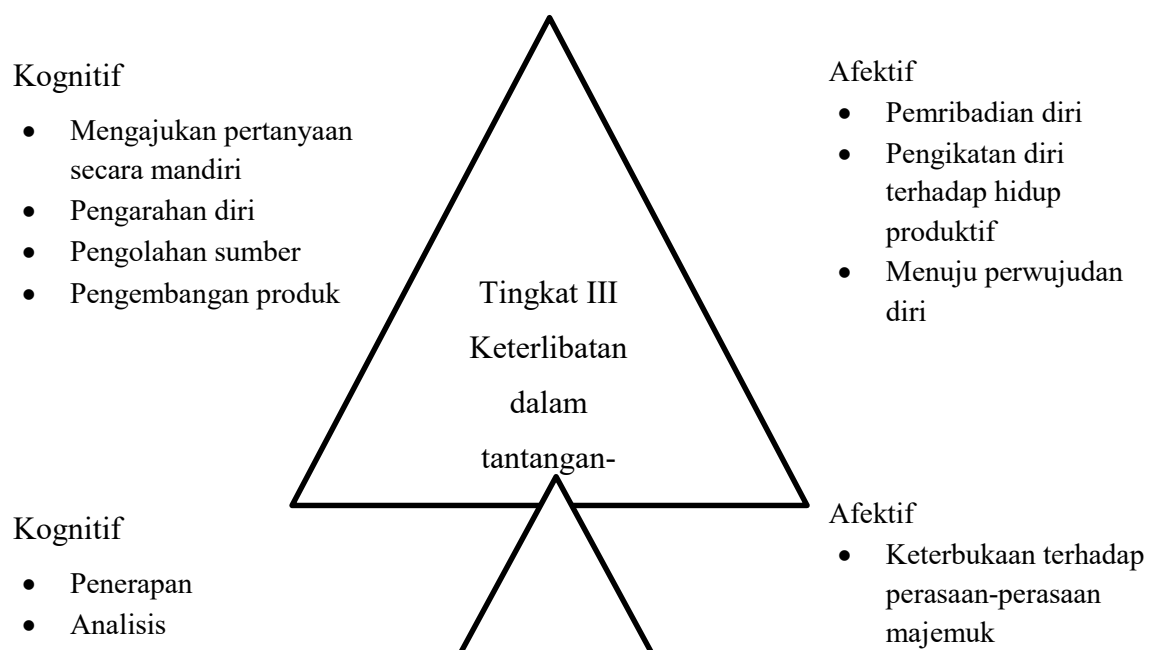 Kognitif
• Mengajukan pertanyaan
secara mandiri
• Pengarahan diri
• Pengolahan sumber
• Pengembangan produk
Tingkat III
Keterlibatan
dalam
tantangan-
Afektif
• Pemribadian diri
• Pengikatan diri
terhadap hidup
produktif
• Menuju perwujudan
diri
Kognitif
• Penerapan
• Analisis
Afektif
• Keterbukaan terhadap
perasaan-perasaan
majemuk